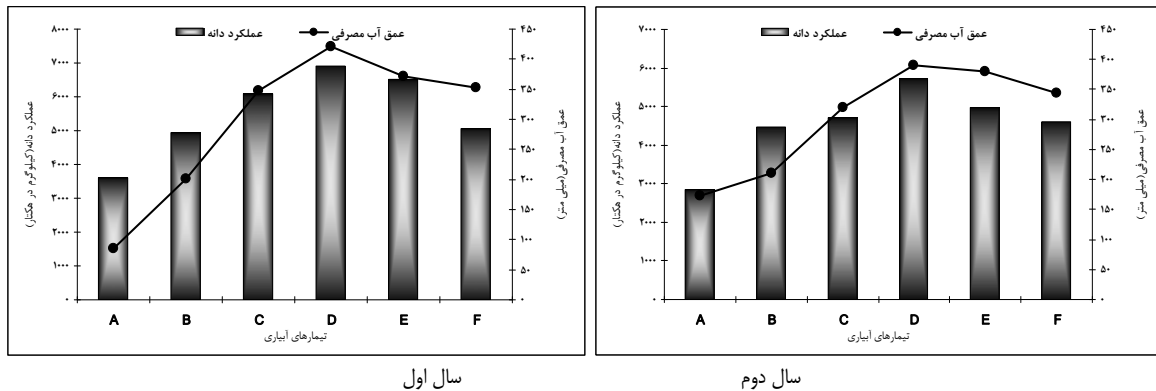 عملکرد دانه
عمق آب مصرفی
عملکرد دانه(کیلوگرم در هکتار)
۸۰۰۰
۷۰۰۰
۶۰۰۰
۵۰۰۰
۴۰۰۰
۳۰۰۰
۲۰۰۰
۱۰۰۰
۰
۴۵۰
۴۰۰
۳۵۰
۳۰۰
۲۵۰
۲۰۰
۱۵۰
۱۰۰
۵۰
۰
عمق آب مصرفی(میلی متر)
A B C D E F
تیمارهای آبیاری
سال اول
عملکرد دانه
عمق آب مصرفی
عملکرد دانه(کیلوگرم در هکتار)
۷۰۰۰
۶۰۰۰
۵۰۰۰
۴۰۰۰
۳۰۰۰
۲۰۰۰
۱۰۰۰
۰
۴۵۰
۴۰۰
۳۵۰
۳۰۰
۲۵۰
۲۰۰
۱۵۰
۱۰۰
۵۰
۰
عمق آب مصرفی(میلی متر)
A B C D E F
تیمارهای آبیاری
سال دوم